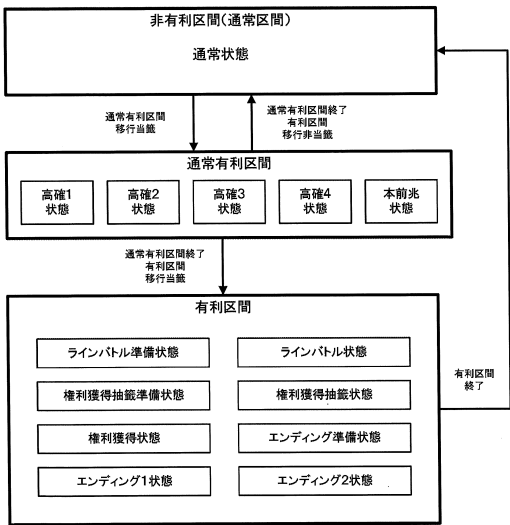 非有利区間(通常区間)
通常状態
通常有利区間
移行当籤
通常有利区間終了
有利区間
移行非当籤
通常有利区間
高確1
状態
高確2
状態
高確3
状態
高確4
状態
本前兆
状態
通常有利区間終了
有利区間
移行当籤
有利区間
ラインバトル準備状態
ラインバトル状態
権利獲得抽籤準備状態
権利獲得抽籤状態
権利獲得状態
エンディング準備状態
エンディング1状態
エンディング2状態
有利区間
終了